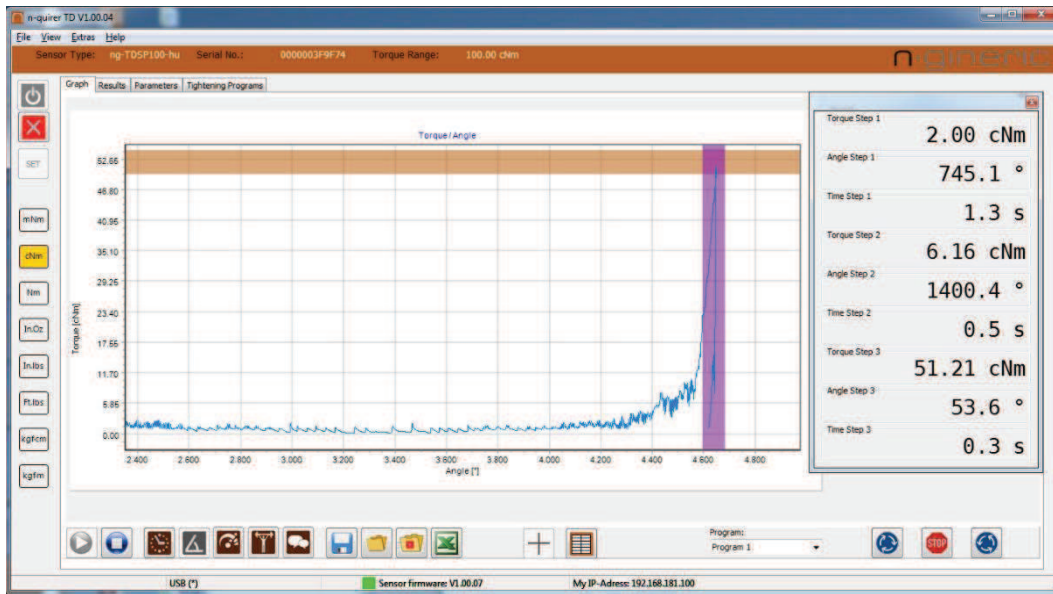 n-quirer TD V1.00.04
File View Extras Help
Sensor Type: ng-TDSP100-hu Serial No.: 0000003F9F74 Torque Range: 100.00 cNm
Graph Results Parameters Tightening Programs
SET
mNm
cNm
Nm
In.Oz
In.lbs
Ft.lbs
kgfcm
kgfm
Torque/Angle
Torque [cNm]
52.65
46.80
40.95
35.10
29.25
23.40
17.55
11.70
5.85
0.00
2.400 2.600 2.800 3.000 3.200 3.400 3.600 3.800 4.000 4.200 4.400 4.600 4.800
Angle [°]
Torque Step 1
2.00 cNm
Angle Step 1
745.1 °
Time Step 1
1.3 s
Torque Step 2
6.16 cNm
Angle Step 2
1400.4 °
Time Step 2
0.5 s
Torque Step 3
51.21 cNm
Angle Step 3
53.6 °
Time Step 3
0.3 s
Program:
Program 1
STOP
USB (*) Sensor firmware: V1.00.07 My IP-Adress: 192.168.181.100